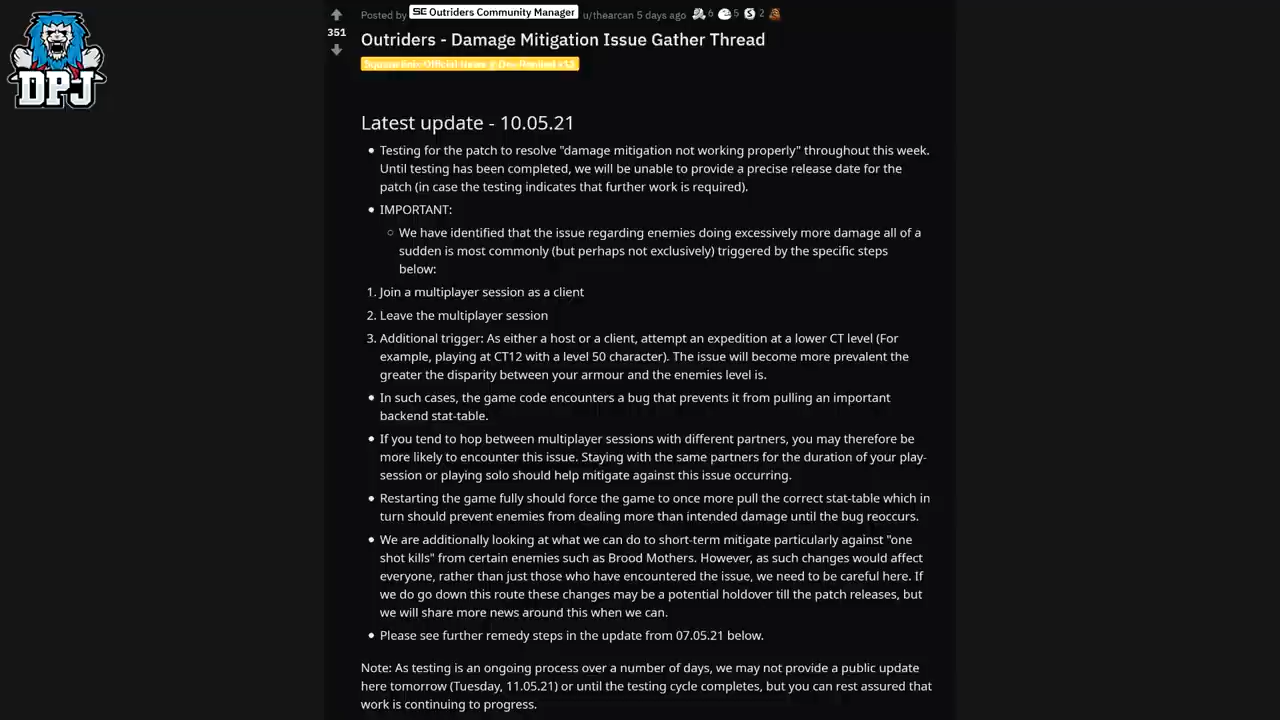 Posted by SE Outriders Community Manager u/thearcan 5 days ago 6 5 2
351
Outriders - Damage Mitigation Issue Gather Thread
Square Enix Official News
DPJ
Latest update - 10.05.21
• Testing for the patch to resolve "damage mitigation not working properly" throughout this week.
Until testing has been completed, we will be unable to provide a precise release date for the
patch (in case the testing indicates that further work is required).
• IMPORTANT:
○ We have identified that the issue regarding enemies doing excessively more damage all of a
sudden is most commonly (but perhaps not exclusively) triggered by the specific steps
below:
1. Join a multiplayer session as a client
2. Leave the multiplayer session
3. Additional trigger: As either a host or a client, attempt an expedition at a lower CT level (For
example, playing at CT12 with a level 50 character). The issue will become more prevalent the
greater the disparity between your armour and the enemies level is.
• In such cases, the game code encounters a bug that prevents it from pulling an important
backend stat-table.
• If you tend to hop between multiplayer sessions with different partners, you may therefore be
more likely to encounter this issue. Staying with the same partners for the duration of your play-
session or playing solo should help mitigate against this issue occurring.
• Restarting the game fully should force the game to once more pull the correct stat-table which in
turn should prevent enemies from dealing more than intended damage until the bug reoccurs.
• We are additionally looking at what we can do to short-term mitigate particularly against "one
shot kills" from certain enemies such as Brood Mothers. However, as such changes would affect
everyone, rather than just those who have encountered the issue, we need to be careful here. If
we do go down this route these changes may be a potential holdover till the patch releases, but
we will share more news around this when we can.
• Please see further remedy steps in the update from 07.05.21 below.
Note: As testing is an ongoing process over a number of days, we may not provide a public update
here tomorrow (Tuesday, 11.05.21) or until the testing cycle completes, but you can rest assured that
work is continuing to progress.